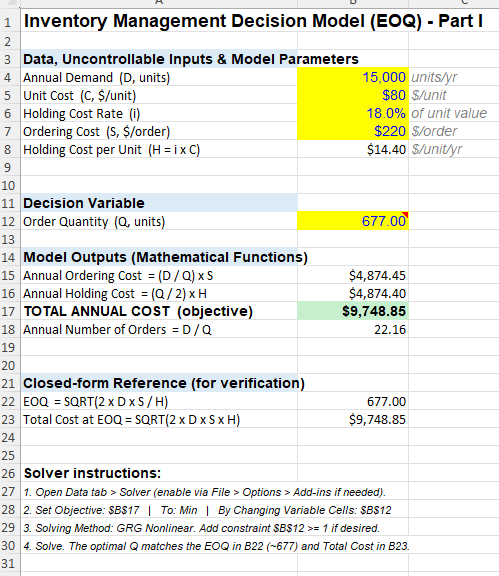 A B C
1 Inventory Management Decision Model (EOQ) - Part I
2
3 Data, Uncontrollable Inputs & Model Parameters
4 Annual Demand (D, units) 15,000 units/yr
5 Unit Cost (C, $/unit) $80 $/unit
6 Holding Cost Rate (i) 18.0% of unit value
7 Ordering Cost (S, $/order) $220 $/order
8 Holding Cost per Unit (H = i x C) $14.40 $/unit/yr
9
10
11 Decision Variable
12 Order Quantity (Q, units) 677.00
13
14 Model Outputs (Mathematical Functions)
15 Annual Ordering Cost = (D / Q) x S $4,874.45
16 Annual Holding Cost = (Q / 2) x H $4,874.40
17 TOTAL ANNUAL COST (objective) $9,748.85
18 Annual Number of Orders = D / Q 22.16
19
20
21 Closed-form Reference (for verification)
22 EOQ = SQRT(2 x D x S / H) 677.00
23 Total Cost at EOQ = SQRT(2 x D x S x H) $9,748.85
24
25
26 Solver instructions:
27 1. Open Data tab > Solver (enable via File > Options > Add-ins if needed).
28 2. Set Objective: $B$17 | To: Min | By Changing Variable Cells: $B$12
29 3. Solving Method: GRG Nonlinear. Add constraint $B$12 >= 1 if desired.
30 4. Solve. The optimal Q matches the EOQ in B22 (~677) and Total Cost in B23.
31